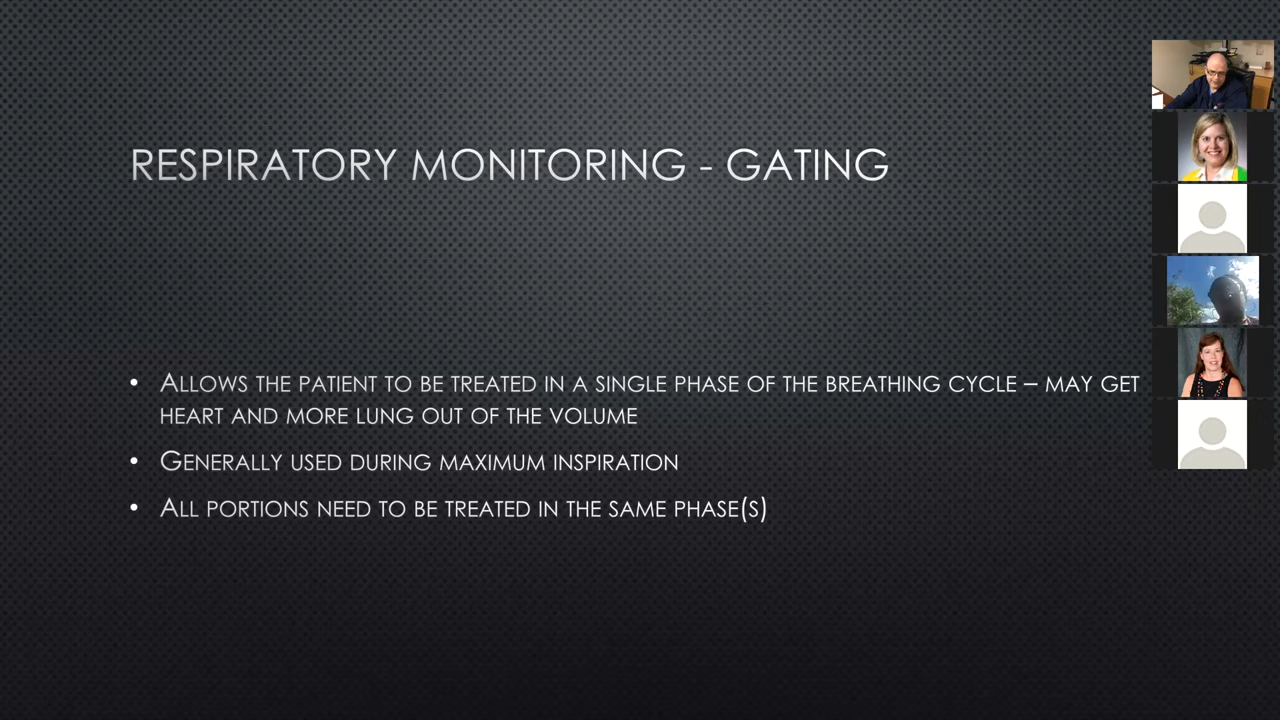 RESPIRATORY MONITORING - GATING
• ALLOWS THE PATIENT TO BE TREATED IN A SINGLE PHASE OF THE BREATHING CYCLE – MAY GET
HEART AND MORE LUNG OUT OF THE VOLUME
• GENERALLY USED DURING MAXIMUM INSPIRATION
• ALL PORTIONS NEED TO BE TREATED IN THE SAME PHASE(S)